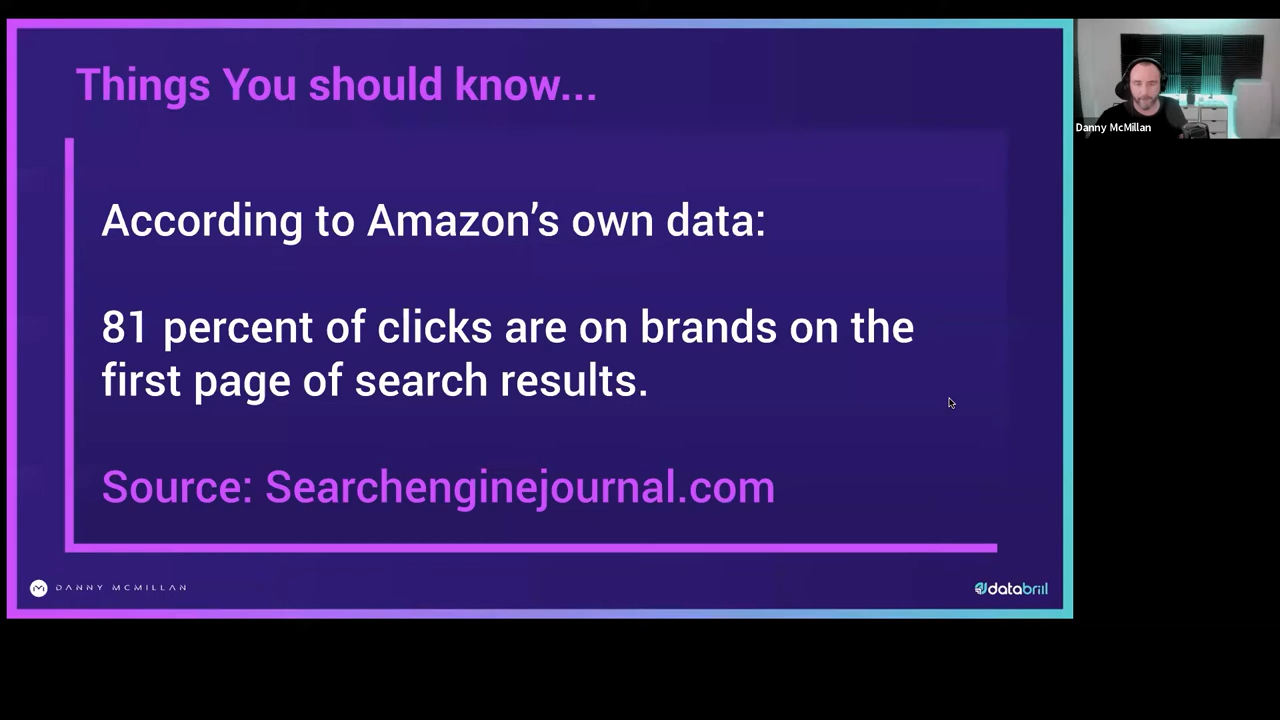 Things You should know...
According to Amazon’s own data:
81 percent of clicks are on brands on the
first page of search results.
Source: Searchenginejournal.com
DANNY MCMILLAN
databrill
Danny McMillan